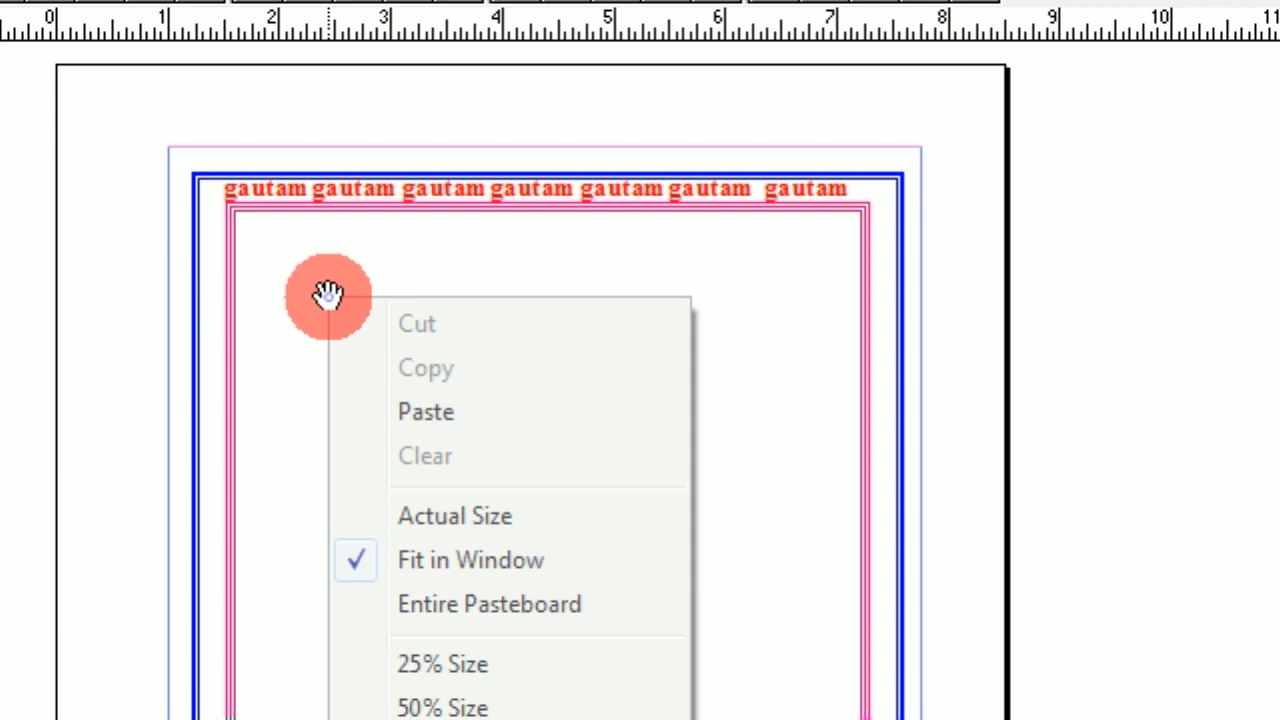 0 1 2 3 4 5 6 7 8 9 10 11
gautam gautam gautam gautam gautam gautam gautam
Cut
Copy
Paste
Clear
Actual Size
Fit in Window
Entire Pasteboard
25% Size
50% Size